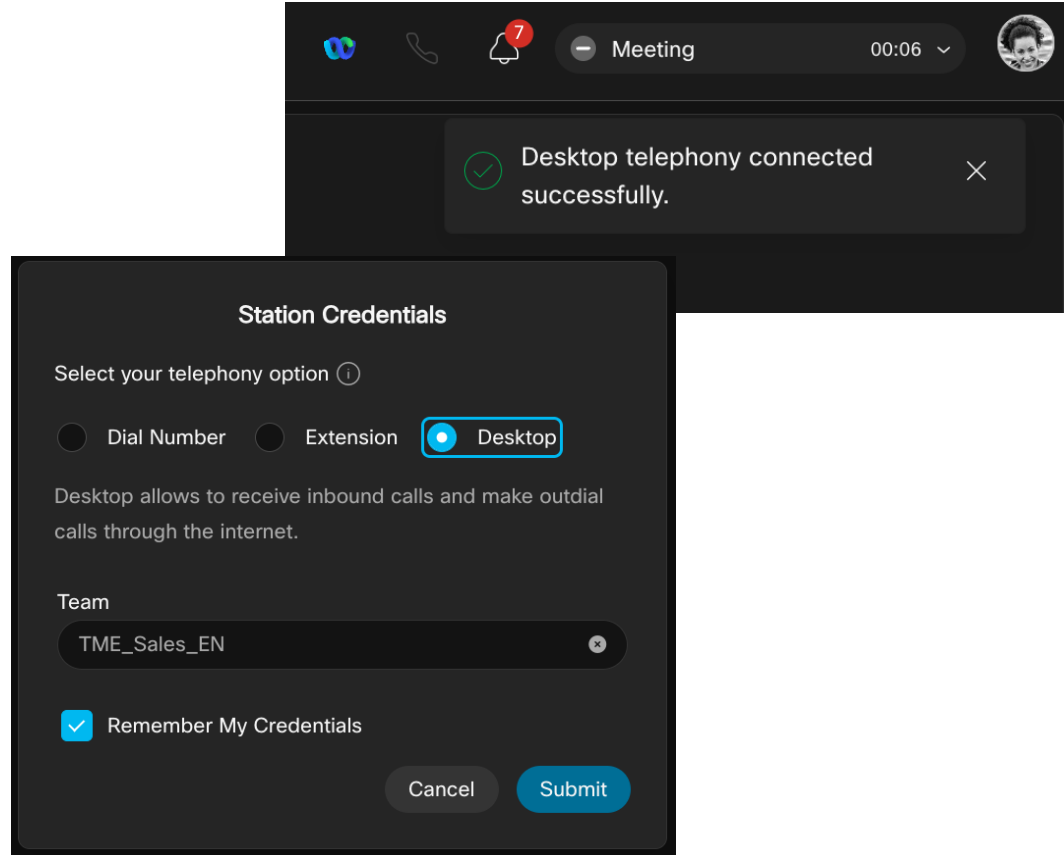 7
Meeting
00:06
Desktop telephony connected
successfully.
Station Credentials
Select your telephony option
Dial Number
Extension
Desktop
Desktop allows to receive inbound calls and make outdial
calls through the internet.
Team
TME_Sales_EN
Remember My Credentials
Cancel
Submit